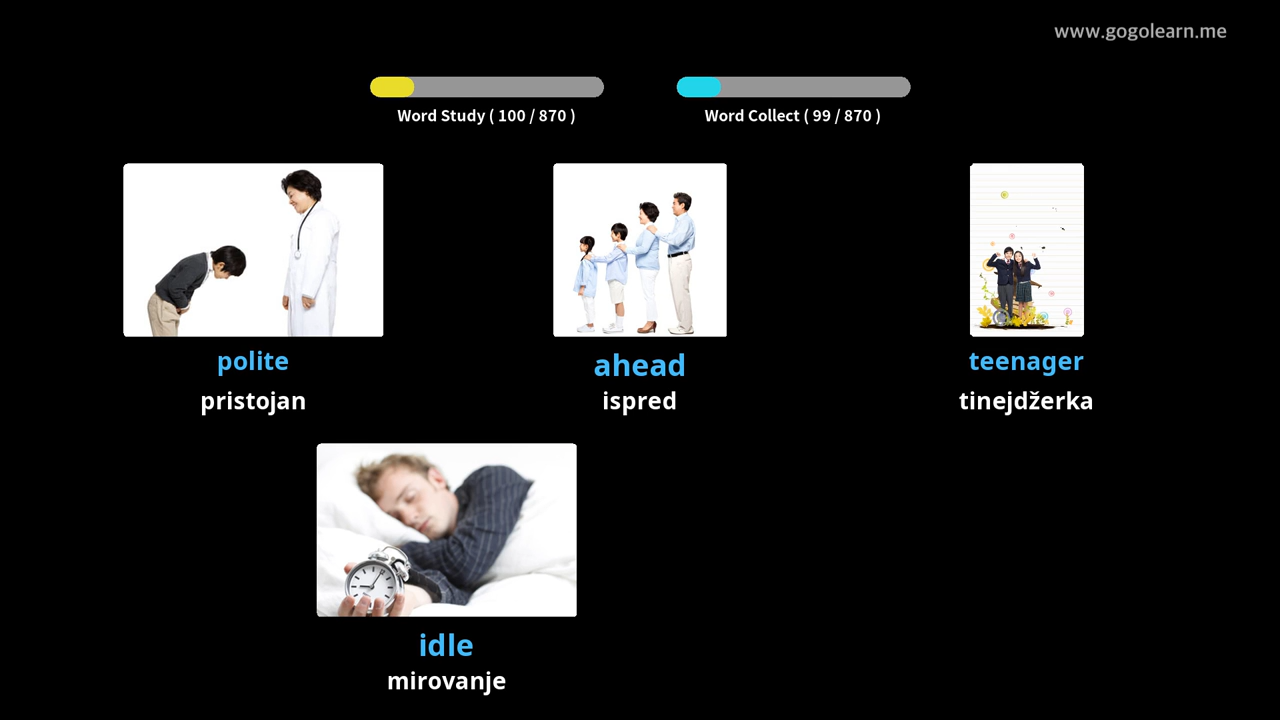 www.gogolearn.me
Word Study ( 100 / 870 )
Word Collect ( 99 / 870 )
polite
pristojan
ahead
ispred
teenager
tinejdžerka
idle
mirovanje